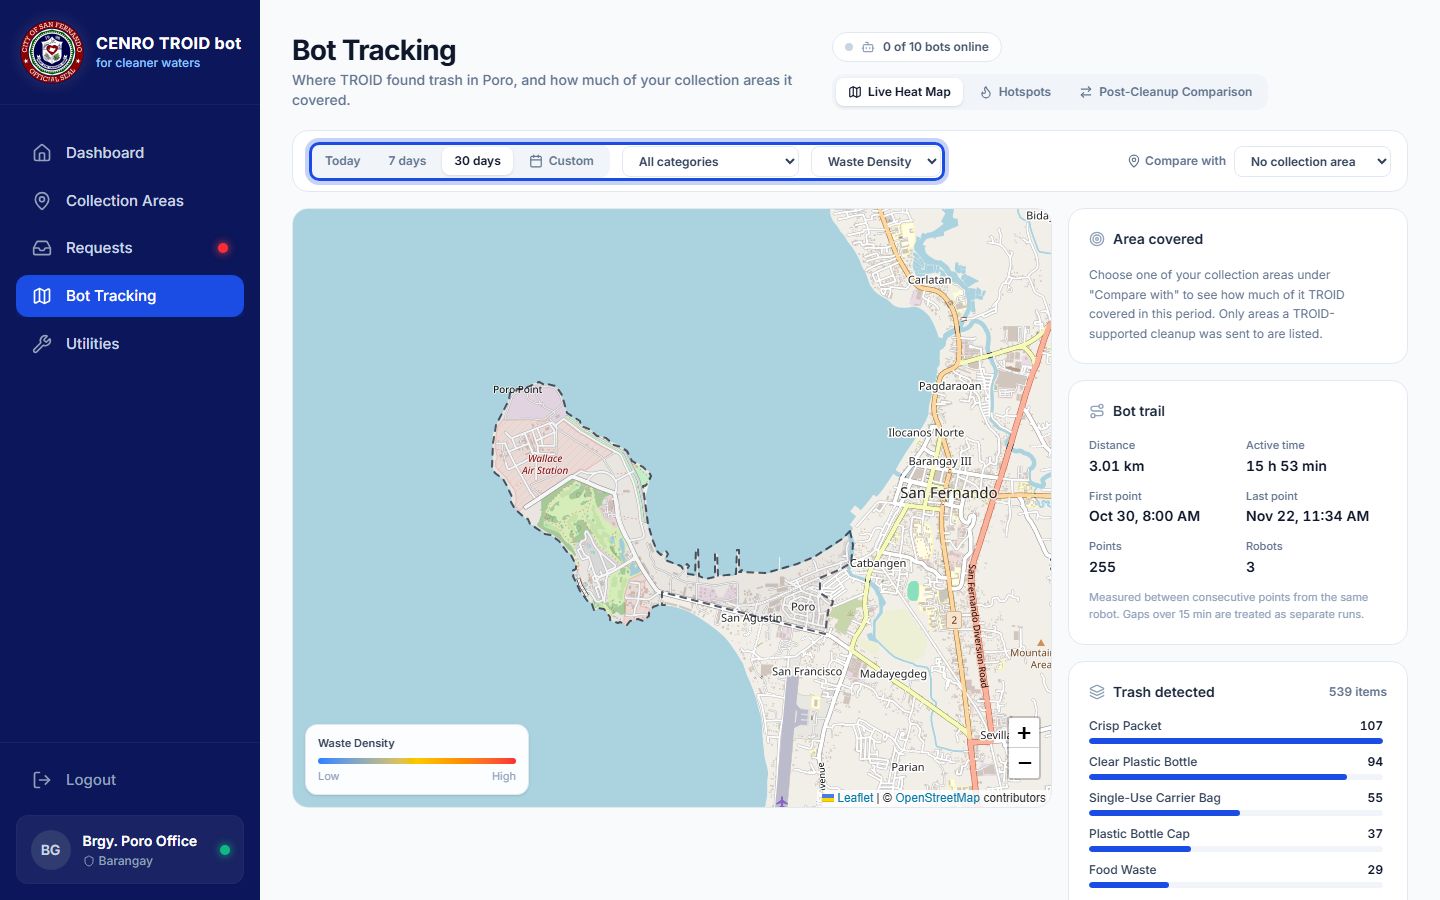 CITY OF SAN FERNANDO
OFFICIAL SEAL
CENRO TROID bot
for cleaner waters
Dashboard
Collection Areas
Requests
Bot Tracking
Utilities
Logout
BG
Brgy. Poro Office
Barangay
Bot Tracking
Where TROID found trash in Poro, and how much of your collection areas it
covered.
0 of 10 bots online
Live Heat Map
Hotspots
Post-Cleanup Comparison
Today
7 days
30 days
Custom
All categories
Waste Density
Compare with
No collection area
Bida
Carlatan
Pagdaraoan
Ilocanos Norte
Barangay III
San Fernando
Poro Point
Wallace
Air Station
Catbangen
Poro
San Agustin
San Fernando Diversion Road
2
Mountain
Area
San Francisco
Madayegdeg
Sevilla
Parian
Waste Density
Low
High
+
−
Leaflet | © OpenStreetMap contributors
Area covered
Choose one of your collection areas under
"Compare with" to see how much of it TROID
covered in this period. Only areas a TROID-
supported cleanup was sent to are listed.
Bot trail
Distance
Active time
3.01 km
15 h 53 min
First point
Last point
Oct 30, 8:00 AM
Nov 22, 11:34 AM
Points
Robots
255
3
Measured between consecutive points from the same
robot. Gaps over 15 min are treated as separate runs.
Trash detected
539 items
Crisp Packet
107
Clear Plastic Bottle
94
Single-Use Carrier Bag
55
Plastic Bottle Cap
37
Food Waste
29